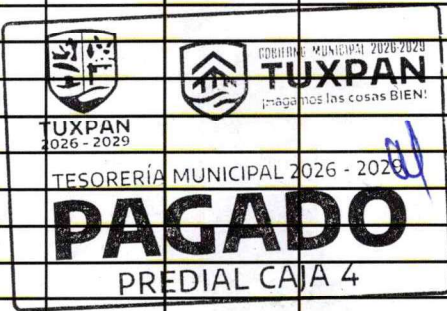 TUXPAN
2026 - 2029
GOBIERNO MUNICIPAL 2026-2029
TUXPAN
¡Hagamos las cosas BIEN!
TESORERÍA MUNICIPAL 2026 - 2029
PAGADO
PREDIAL CAJA 4